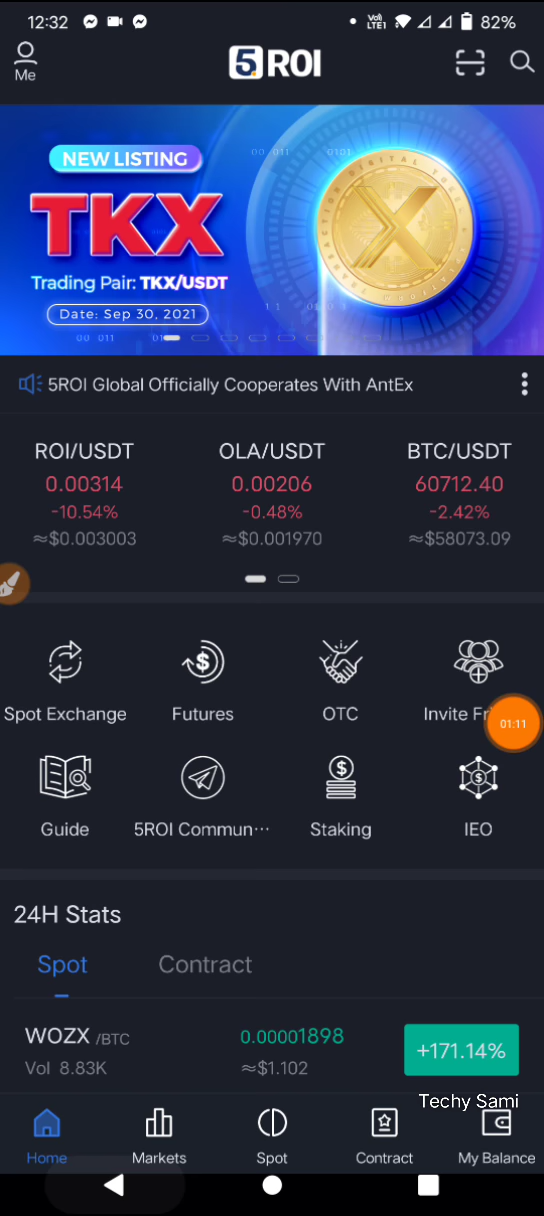 12:32
VoI) LTE1
82%
Me
5 ROI
NEW LISTING
TKX
Trading Pair: TKX/USDT
Date: Sep 30, 2021
5ROI Global Officially Cooperates With AntEx
ROI/USDT OLA/USDT BTC/USDT
0.00314 0.00206 60712.40
-10.54% -0.48% -2.42%
≈$0.003003 ≈$0.001970 ≈$58073.09
Spot Exchange Futures OTC Invite Fri
01:11
Guide 5ROI Commun··· Staking IEO
24H Stats
Spot Contract
WOZX /BTC 0.00001898 +171.14%
Vol 8.83K ≈$1.102
Techy Sami
Home Markets Spot Contract My Balance